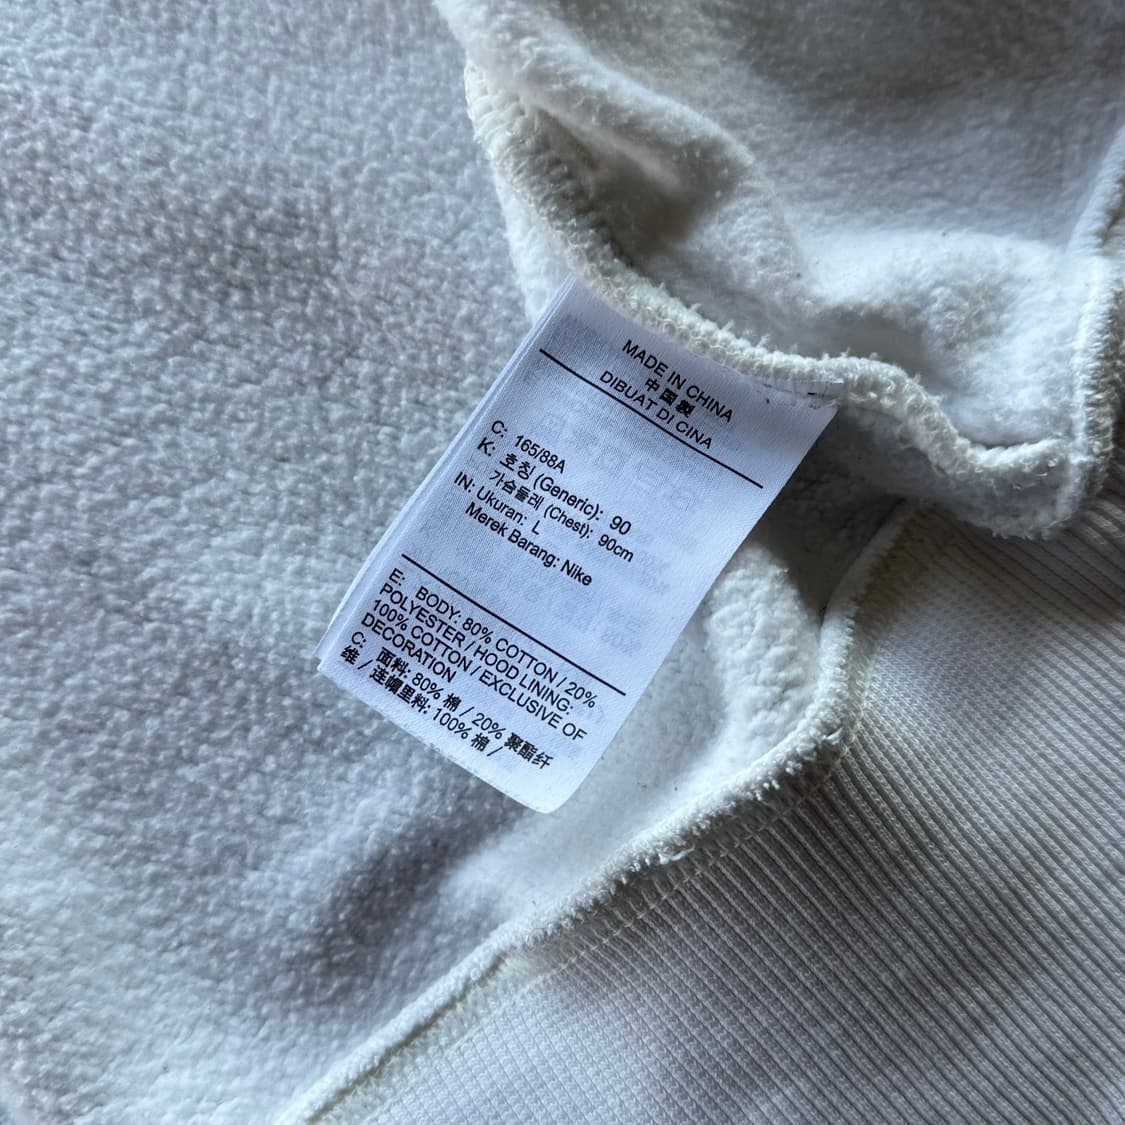 MADE IN CHINA
中国製
DIBUAT DI CINA
C: 165/88A
K: 호칭 (Generic): 90
가슴둘레 (Chest): 90cm
IN: Ukuran: L
Merek Barang: Nike
E: BODY: 80% COTTON / 20%
POLYESTER / HOOD LINING:
100% COTTON / EXCLUSIVE OF
DECORATION
C: 面料: 80% 棉 / 20% 聚酯纤
维 / 连帽里料: 100% 棉 /